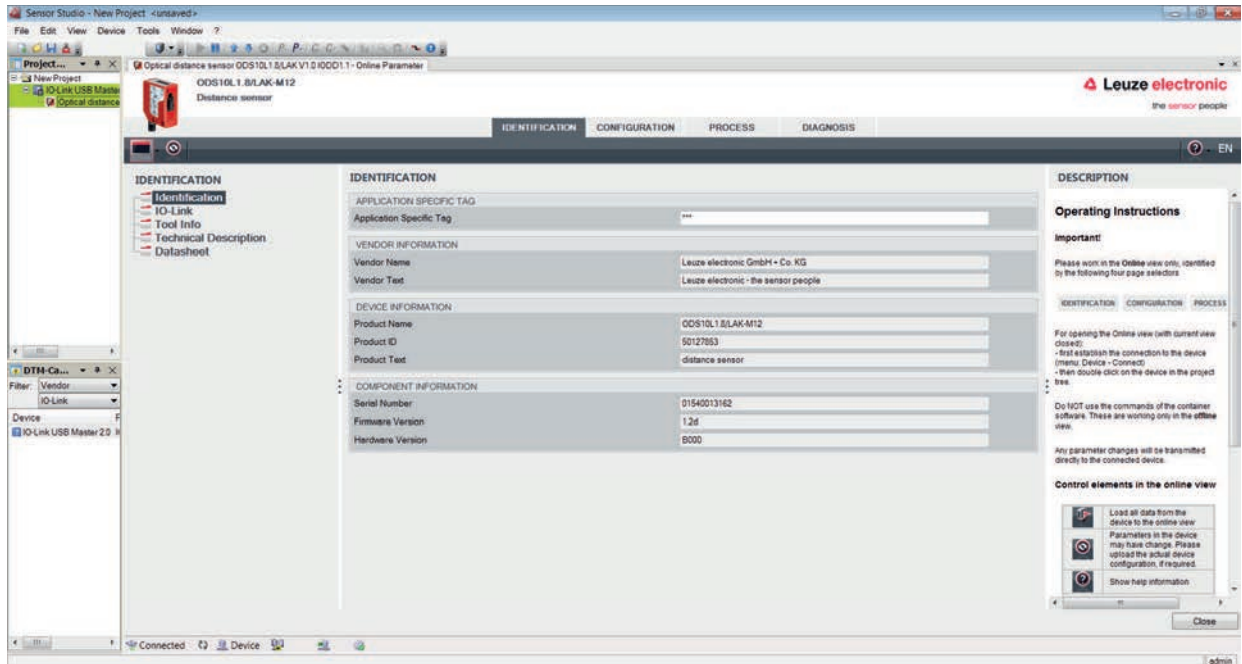 Sensor Studio - New Project <unsaved>
File Edit View Device Tools Window ?
Project...
New Project
IO-Link USB Master
Optical distance
Optical distance sensor ODS10L1.8/LAK V1.0 IODD1.1 - Online Parameter
ODS10L1.8/LAK-M12
Distance sensor
Leuze electronic
the sensor people
IDENTIFICATION CONFIGURATION PROCESS DIAGNOSIS
EN
IDENTIFICATION
Identification
IO-Link
Tool Info
Technical Description
Datasheet
IDENTIFICATION
APPLICATION SPECIFIC TAG
Application Specific Tag ***
VENDOR INFORMATION
Vendor Name Leuze electronic GmbH + Co. KG
Vendor Text Leuze electronic - the sensor people
DEVICE INFORMATION
Product Name ODS10L1.8/LAK-M12
Product ID 50127853
Product Text distance sensor
COMPONENT INFORMATION
Serial Number 01540013162
Firmware Version 1.2d
Hardware Version B000
DESCRIPTION
Operating Instructions
Important!
Please work in the Online view only, identified
by the following four page selectors
IDENTIFICATION CONFIGURATION PROCESS
For opening the Online view (with current view
closed):
- first establish the connection to the device
(menu: Device - Connect)
- then double click on the device in the project
tree.
Do NOT use the commands of the container
software. These are working only in the offline
view.
Any parameter changes will be transmitted
directly to the connected device.
Control elements in the online view
Load all data from the
device to the online view
Parameters in the device
may have change. Please
upload the actual device
configuration, if required.
Show help information
Close
DTM-Ca...
Filter: Vendor
IO-Link
Device F
IO-Link USB Master 2.0
Connected Device
admin